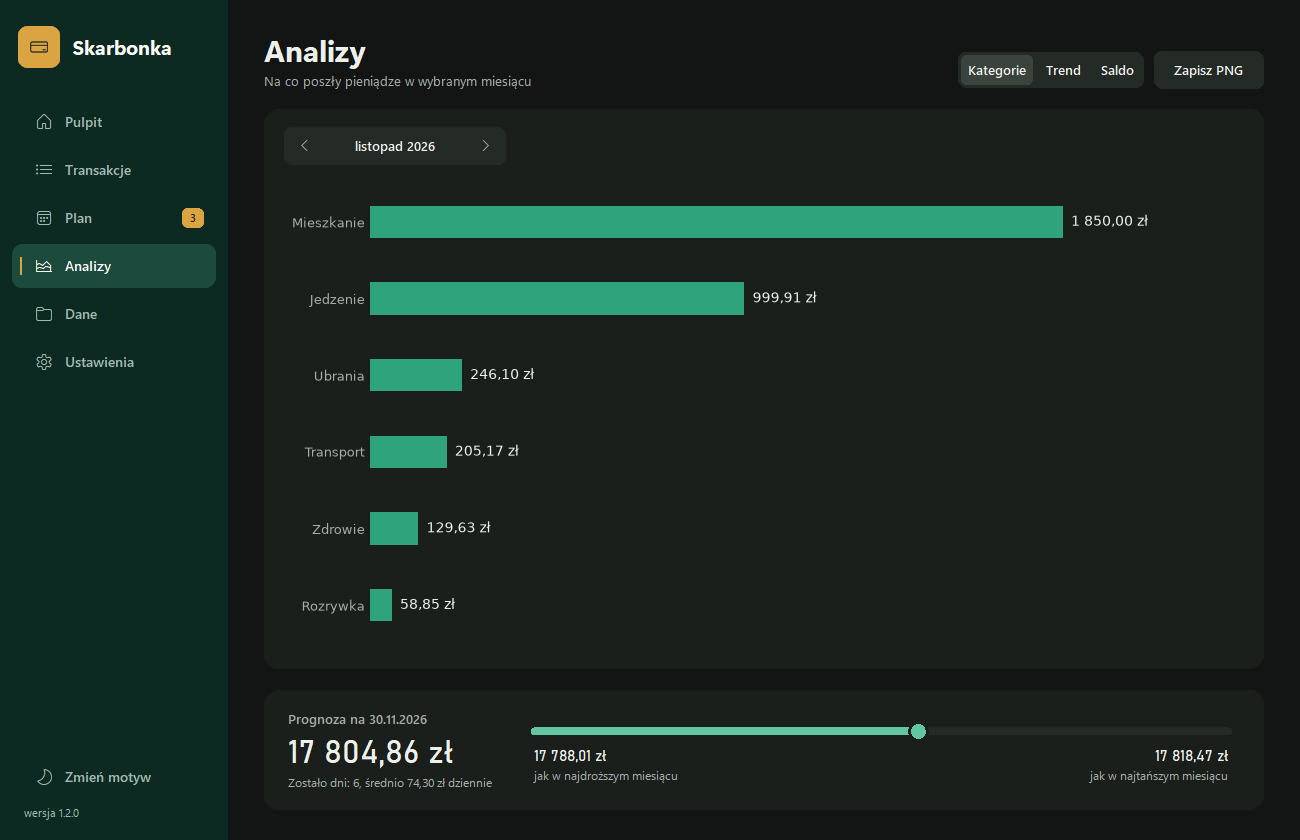 Skarbonka
Pulpit
Transakcje
Plan
3
Analizy
Dane
Ustawienia
Zmień motyw
wersja 1.2.0
Analizy
Na co poszły pieniądze w wybranym miesiącu
Kategorie
Trend
Saldo
Zapisz PNG
listopad 2026
Mieszkanie
1 850,00 zł
Jedzenie
999,91 zł
Ubrania
246,10 zł
Transport
205,17 zł
Zdrowie
129,63 zł
Rozrywka
58,85 zł
Prognoza na 30.11.2026
17 804,86 zł
Zostało dni: 6, średnio 74,30 zł dziennie
17 788,01 zł
jak w najdroższym miesiącu
17 818,47 zł
jak w najtańszym miesiącu